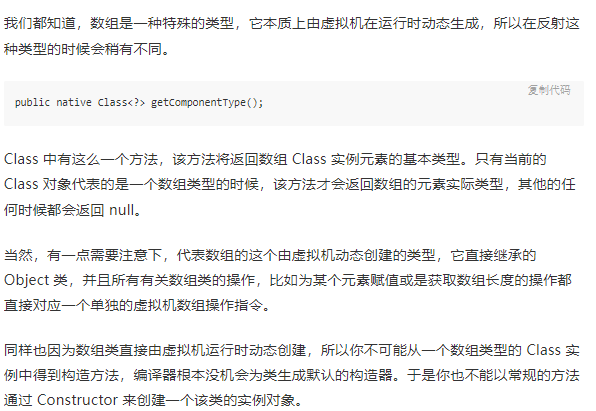 我们都知道，数组是一种特殊的类型，它本质上由虚拟机在运行时动态生成，所以在反射这
种类型的时候会稍有不同。
复制代码
public native Class<?> getComponentType();
Class 中有这么一个方法，该方法将返回数组 Class 实例元素的基本类型。只有当前的
Class 对象代表的是一个数组类型的时候，该方法才会返回数组的元素实际类型，其他的任
何时候都会返回 null。
当然，有一点需要注意下，代表数组的这个由虚拟机动态创建的类型，它直接继承的
Object 类，并且所有有关数组类的操作，比如为某个元素赋值或是获取数组长度的操作都
直接对应一个单独的虚拟机数组操作指令。
同样也因为数组类直接由虚拟机运行时动态创建，所以你不可能从一个数组类型的 Class 实
例中得到构造方法，编译器根本没机会为类生成默认的构造器。于是你也不能以常规的方法
通过 Constructor 来创建一个该类的实例对象。